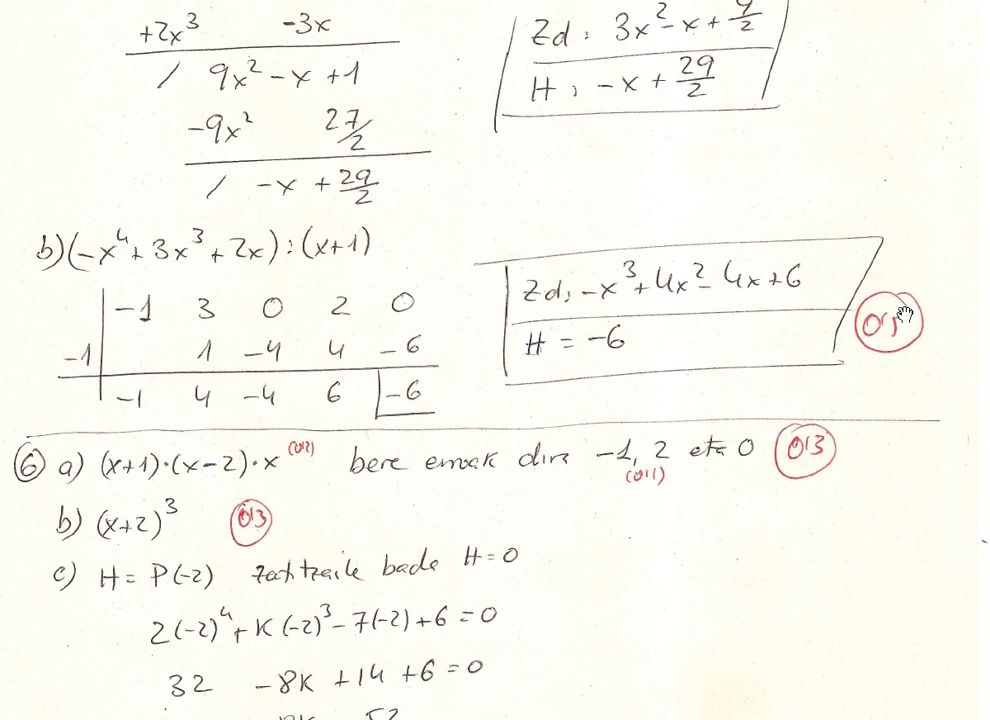 +2x³ -3x
/ 9x² - x + 1
-9x² 27/2
/ -x + 29/2
Zd: 3x² - x + 9/2
H: -x + 29/2
b) (-x⁴ + 3x³ + 2x) : (x+1)
-1 3 0 2 0
-1 1 -4 4 -6
-1 4 -4 6 -6
Zd: -x³ + 4x² - 4x + 6
H = -6
6 a) (x+1)·(x-2)·x (0'2) bere erroak dira -1, 2 eta 0 0'3
(0'1)
b) (x+2)³ 0'3
c) H = P(-2) zatitzaile bada H = 0
2(-2)⁴ + K(-2)³ - 7(-2) + 6 = 0
32 - 8K + 14 + 6 = 0